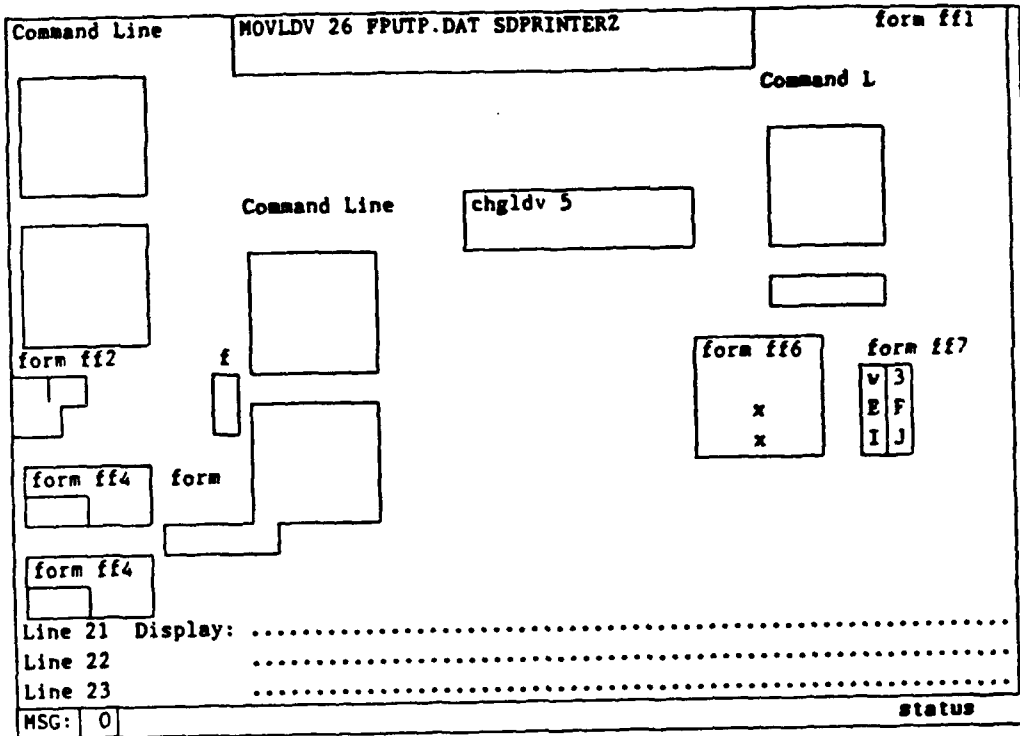 Command Line MOVLDV 26 FPUTP.DAT SDPRINTER2 form ff1
Command L
Command Line chgldv 5
form ff2 f form ff6 form ff7
v 3
x E F
x I J
form ff4 form
form ff4
Line 21 Display: ......................................................................
Line 22 ......................................................................
Line 23 ......................................................................
MSG: 0 status